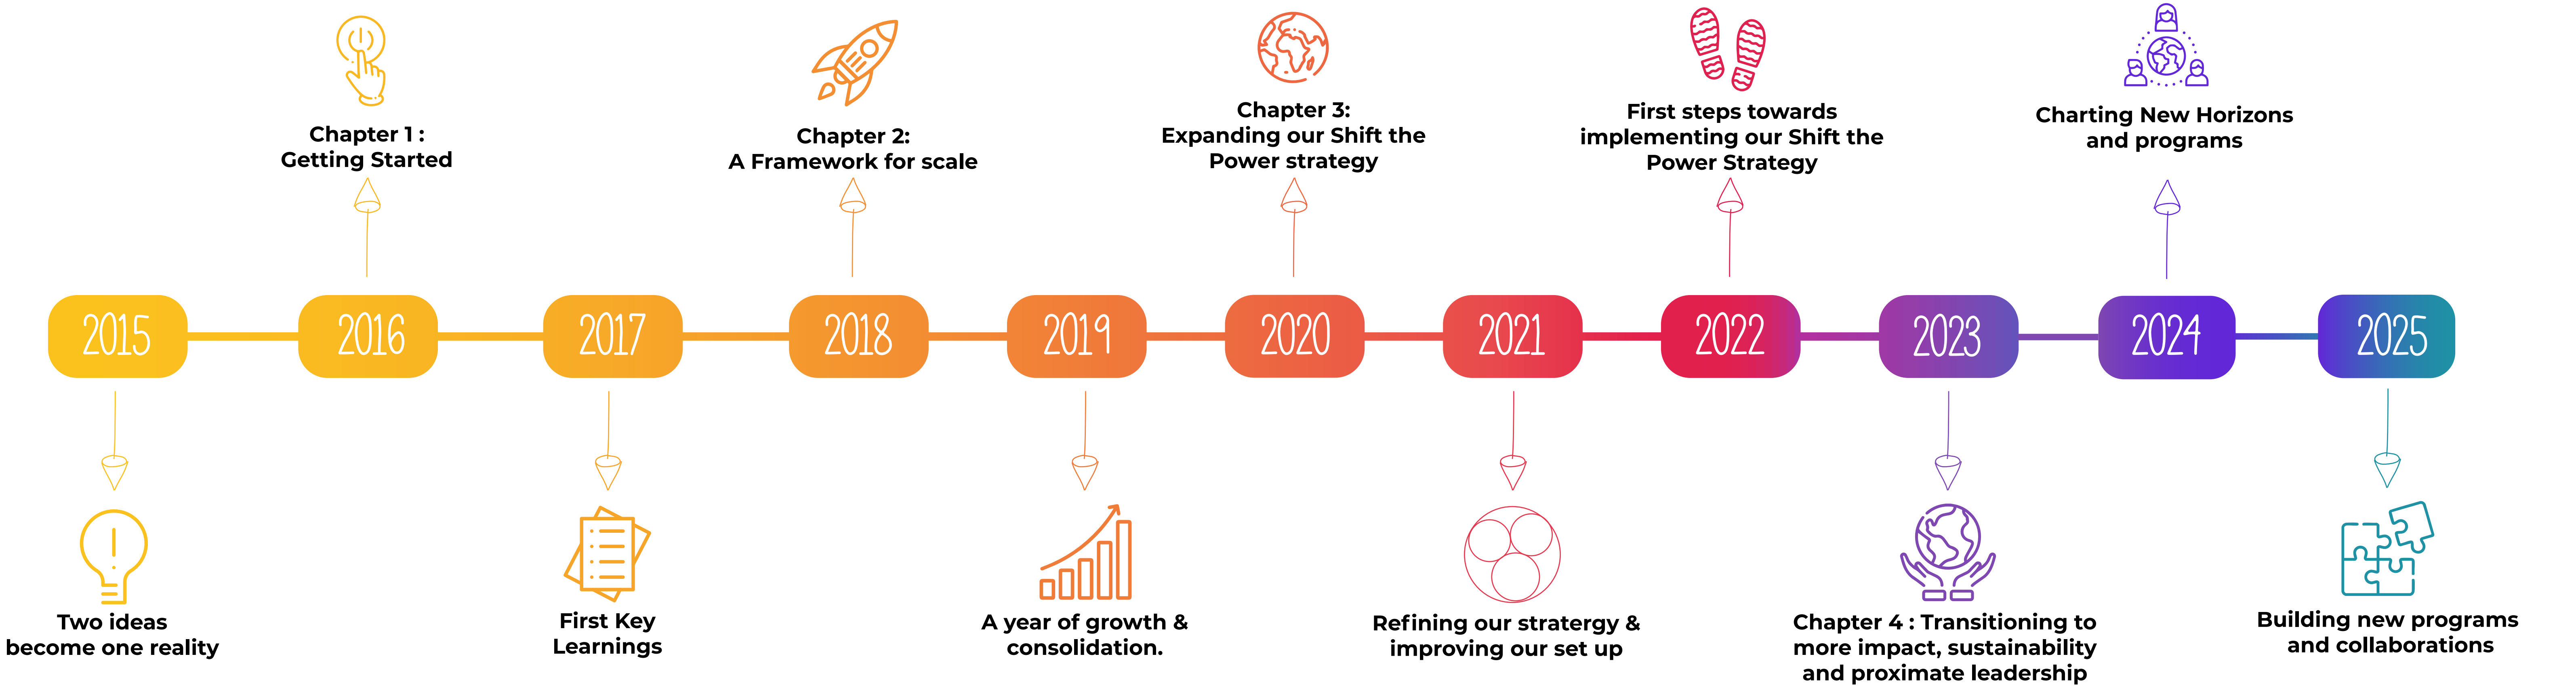 Chapter 1 :
Getting Started
Chapter 2:
A Framework for scale
Chapter 3:
Expanding our Shift the
Power strategy
First steps towards
implementing our Shift the
Power Strategy
Charting New Horizons
and programs
2015
2016
2017
2018
2019
2020
2021
2022
2023
2024
2025
Two ideas
become one reality
First Key
Learnings
A year of growth &
consolidation.
Refining our stratergy &
improving our set up
Chapter 4 : Transitioning to
more impact, sustainability
and proximate leadership
Building new programs
and collaborations